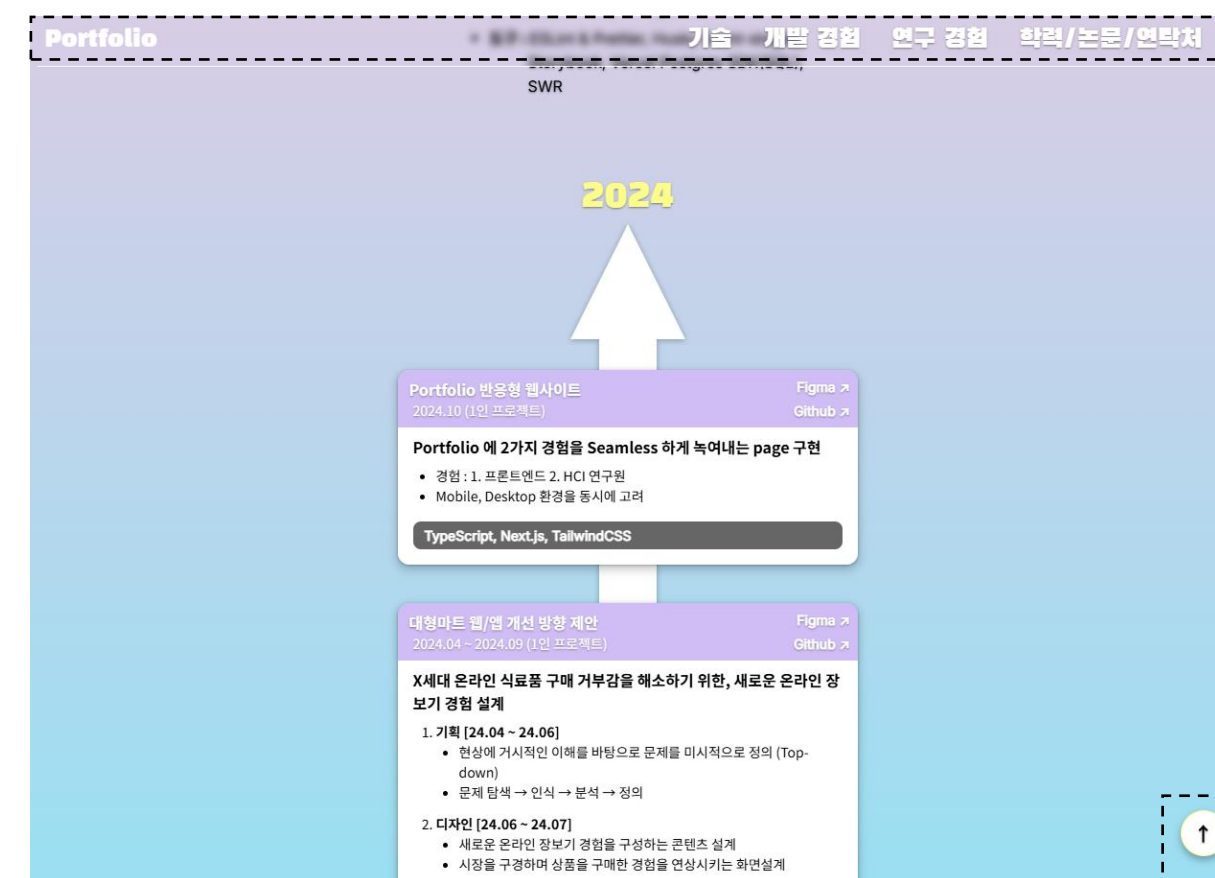 Portfolio
기술 개발 경험 연구 경험 학력/논문/연락처
SWR
2024
Portfolio 반응형 웹사이트 Figma ↗
2024.10 (1인 프로젝트) Github ↗
Portfolio 에 2가지 경험을 Seamless 하게 녹여내는 page 구현
• 경험 : 1. 프론트엔드 2. HCI 연구원
• Mobile, Desktop 환경을 동시에 고려
TypeScript, Next.js, TailwindCSS
대형마트 웹/앱 개선 방향 제안 Figma ↗
2024.04 ~ 2024.09 (1인 프로젝트) Github ↗
X세대 온라인 식료품 구매 거부감을 해소하기 위한, 새로운 온라인 장
보기 경험 설계
1. 기획 [24.04 ~ 24.06]
• 현상에 거시적인 이해를 바탕으로 문제를 미시적으로 정의 (Top-
down)
• 문제 탐색 → 인식 → 분석 → 정의
2. 디자인 [24.06 ~ 24.07]
• 새로운 온라인 장보기 경험을 구성하는 콘텐츠 설계
• 시장을 구경하며 상품을 구매한 경험을 연상시키는 화면설계
↑